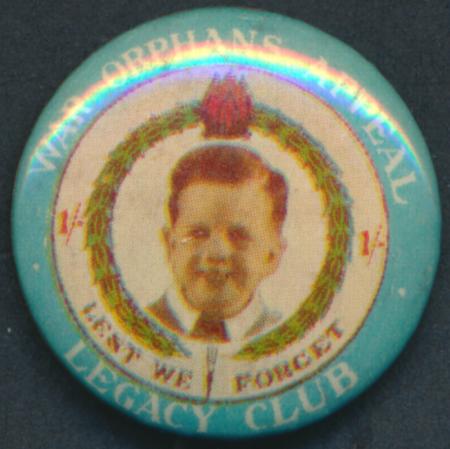 WAR ORPHANS APPEAL
1/- 1/-
LEST WE FORGET
LEGACY CLUB